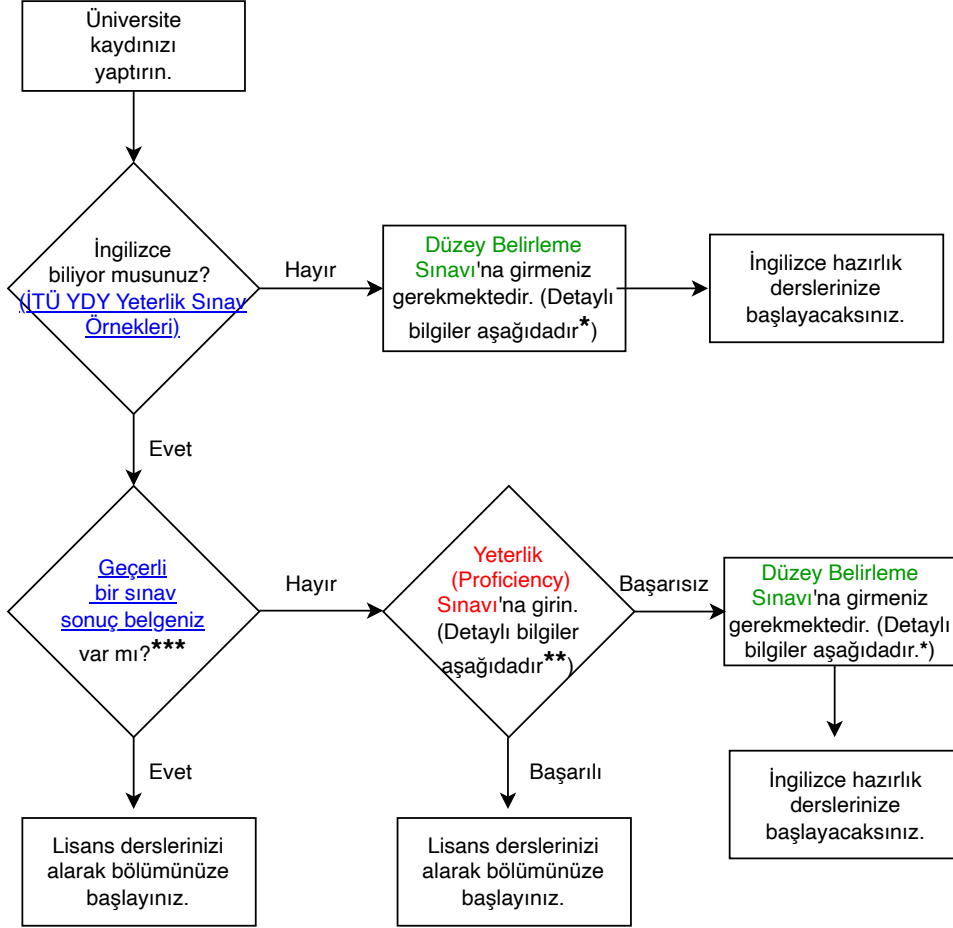 Üniversite
kaydınızı
yaptırın.
İngilizce
biliyor musunuz?
(İTÜ YDY Yeterlik Sınav
Örnekleri)
Hayır
Düzey Belirleme
Sınavı'na girmeniz
gerekmektedir. (Detaylı
bilgiler aşağıdadır*)
İngilizce hazırlık
derslerinize
başlayacaksınız.
Evet
Geçerli
bir sınav
sonuç belgeniz
var mı?***
Hayır
Yeterlik
(Proficiency)
Sınavı'na girin.
(Detaylı bilgiler
aşağıdadır**)
Başarısız
Düzey Belirleme
Sınavı'na girmeniz
gerekmektedir. (Detaylı
bilgiler aşağıdadır.*)
Evet
Başarılı
İngilizce hazırlık
derslerinize
başlayacaksınız.
Lisans derslerinizi
alarak bölümünüze
başlayınız.
Lisans derslerinizi
alarak bölümünüze
başlayınız.